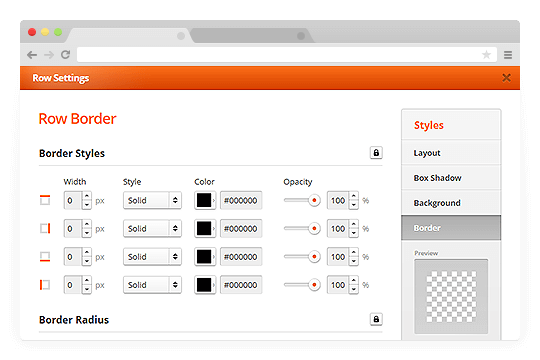 Row Settings
Row Border
Border Styles
Width Style Color Opacity
0 px Solid #000000 100 %
0 px Solid #000000 100 %
0 px Solid #000000 100 %
0 px Solid #000000 100 %
Border Radius
Styles
Layout
Box Shadow
Background
Border
Preview